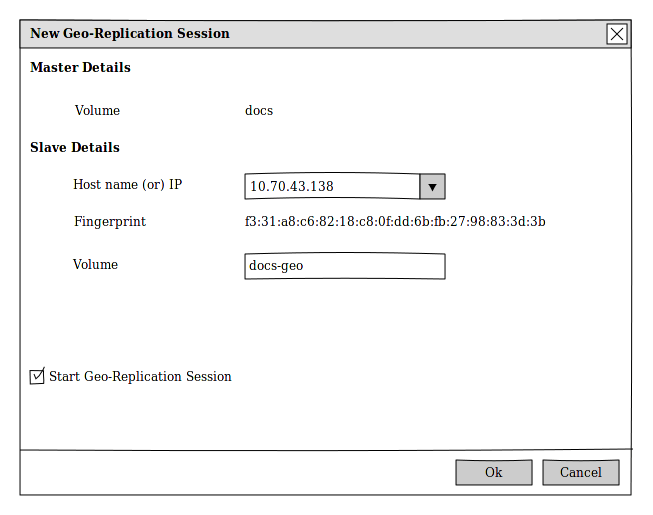 New Geo-Replication Session
Master Details
Volume docs
Slave Details
Host name (or) IP 10.70.43.138
Fingerprint f3:31:a8:c6:82:18:c8:0f:dd:6b:fb:27:98:83:3d:3b
Volume docs-geo
Start Geo-Replication Session
Ok Cancel